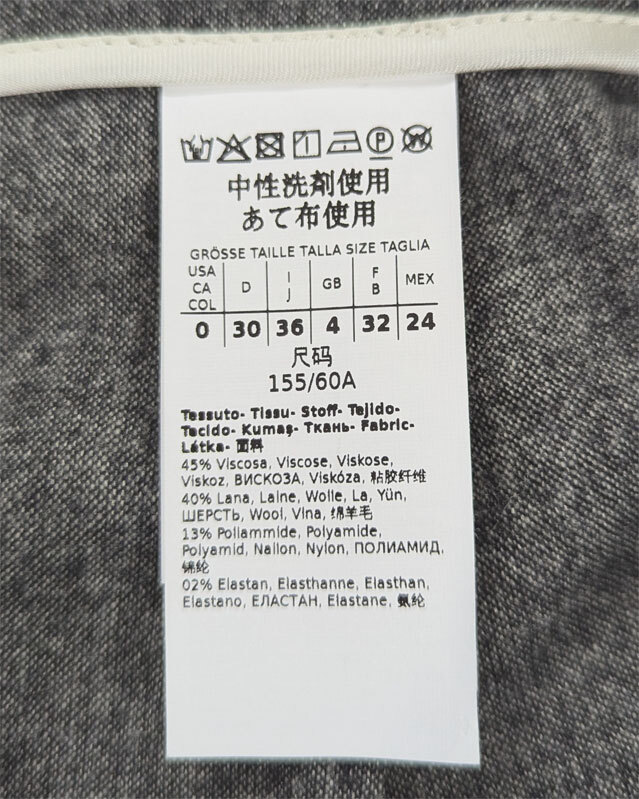 中性洗剤使用
あて布使用
GRÖSSE TAILLE TALLA SIZE TAGLIA
USA CA COL D I J GB F B MEX
0 30 36 4 32 24
尺码
155/60A
Tessuto- Tissu- Stoff- Tejido-
Tecido- Kumaş- Ткань- Fabric-
Látka- 面料
45% Viscosa, Viscose, Viskose,
Viskoz, ВИСКОЗА, Viskóza, 粘胶纤维
40% Lana, Laine, Wolle, La, Yün,
ШЕРСТЬ, Wool, Vlna, 绵羊毛
13% Poliammide, Polyamide,
Polyamid, Nailon, Nylon, ПОЛИАМИД,
锦纶
02% Elastan, Elasthanne, Elasthan,
Elastano, ЕЛАСТАН, Elastane, 氨纶